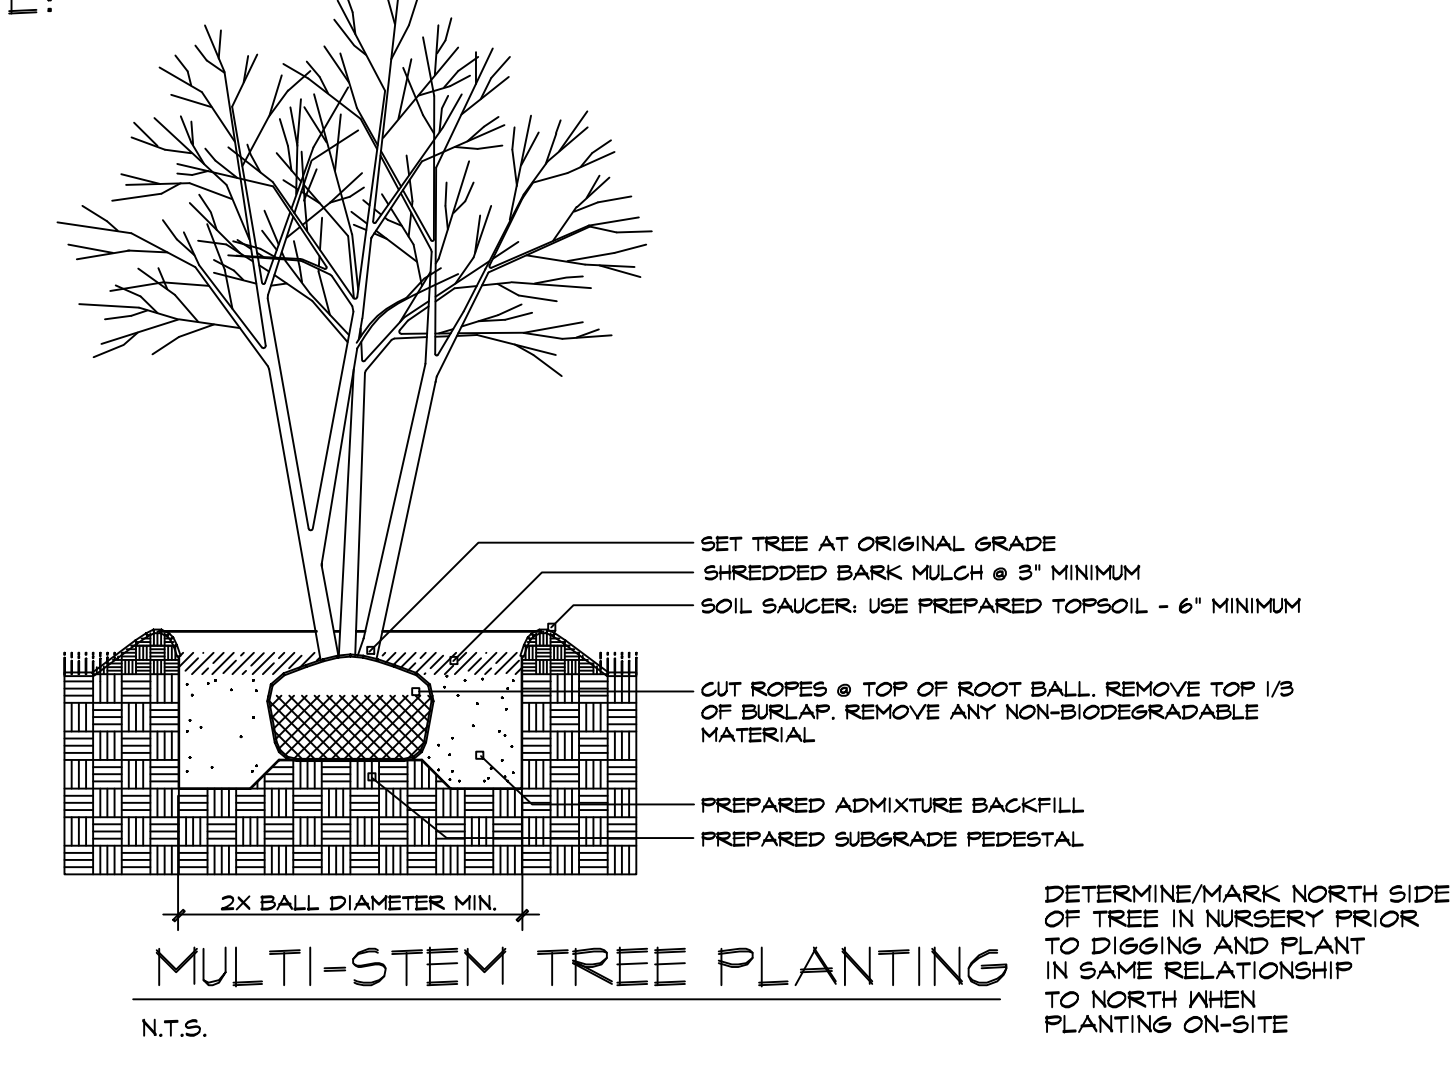 SET TREE AT ORIGINAL GRADE
SHREDDED BARK MULCH @ 3" MINIMUM
SOIL SAUCER: USE PREPARED TOPSOIL - 6" MINIMUM
CUT ROPES @ TOP OF ROOT BALL. REMOVE TOP 1/3
OF BURLAP. REMOVE ANY NON-BIODEGRADABLE
MATERIAL
PREPARED ADMIXTURE BACKFILL
PREPARED SUBGRADE PEDESTAL
2X BALL DIAMETER MIN.
MULTI-STEM TREE PLANTING
N.T.S.
DETERMINE/MARK NORTH SIDE
OF TREE IN NURSERY PRIOR
TO DIGGING AND PLANT
IN SAME RELATIONSHIP
TO NORTH WHEN
PLANTING ON-SITE